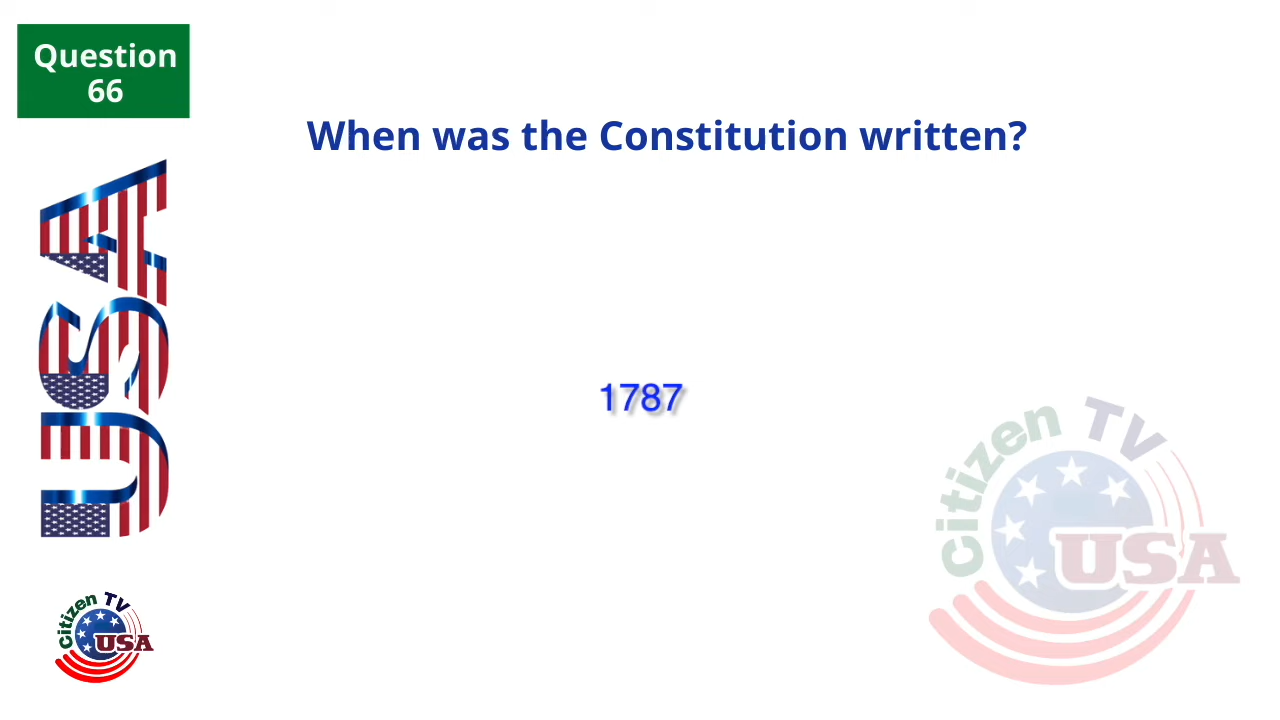 Question
66
When was the Constitution written?
USA
1787
Citizen TV
USA
Citizen TV
USA